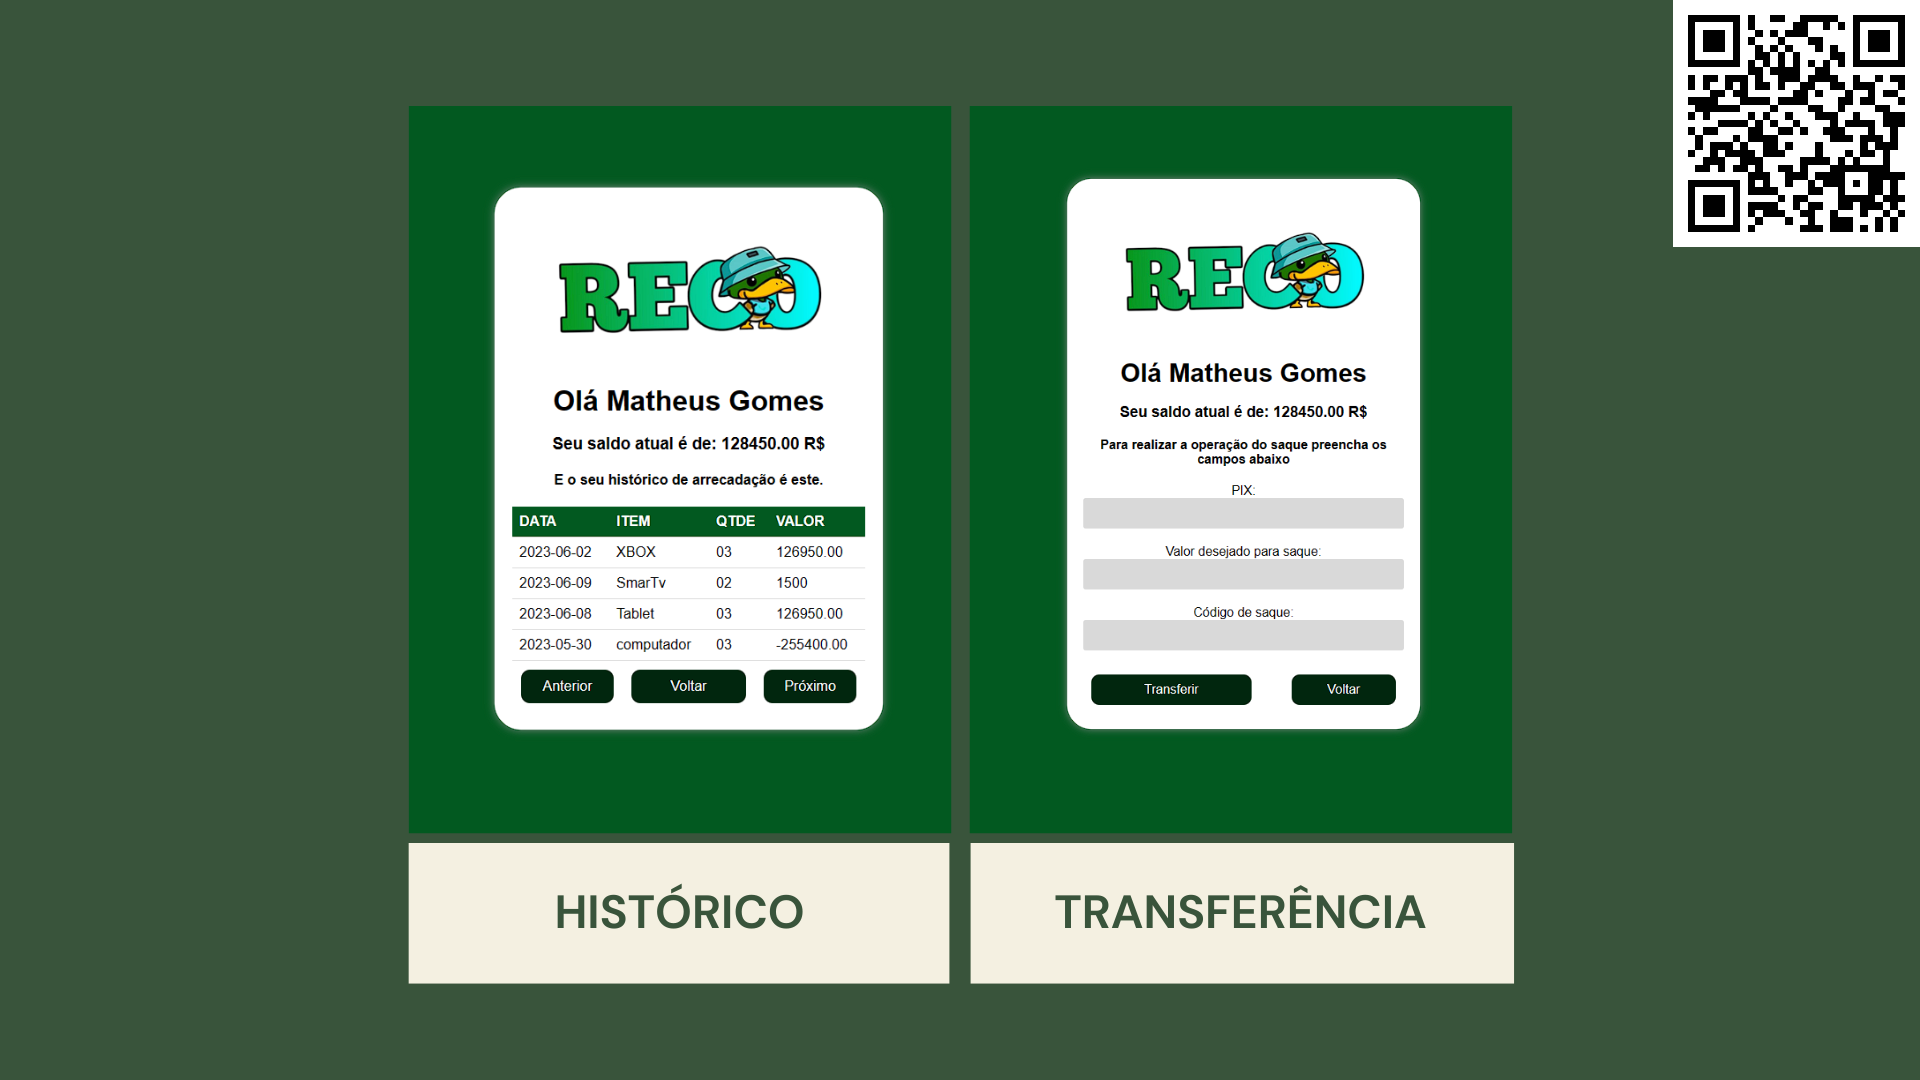 RECO
Olá Matheus Gomes
Seu saldo atual é de: 128450.00 R$
E o seu histórico de arrecadação é este.
DATA ITEM QTDE VALOR
2023-06-02 XBOX 03 126950.00
2023-06-09 SmarTv 02 1500
2023-06-08 Tablet 03 126950.00
2023-05-30 computador 03 -255400.00
Anterior Voltar Próximo
HISTÓRICO
RECO
Olá Matheus Gomes
Seu saldo atual é de: 128450.00 R$
Para realizar a operação do saque preencha os
campos abaixo
PIX:
Valor desejado para saque:
Código de saque:
Transferir Voltar
TRANSFERÊNCIA